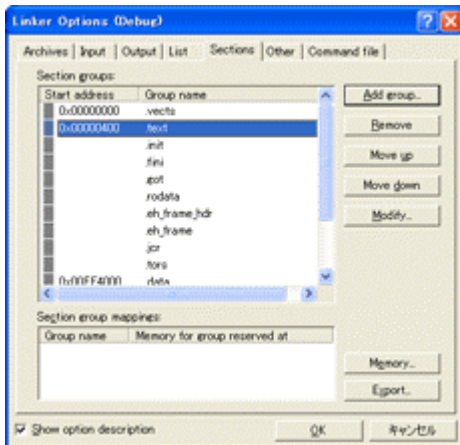 Linker Options (Debug)
Archives Input Output List Sections Other Command file
Section groups:
Start address Group name
0x00000000 .vects
0x00000400 .text
.init
.fini
.got
.rodata
.eh_frame_hdr
.eh_frame
.jcr
.tors
0x00FF4000 .data
Add group...
Remove
Move up
Move down
Modify...
Section group mappings:
Group name Memory for group reserved at
Memory...
Export...
Show option description
OK
キャンセル